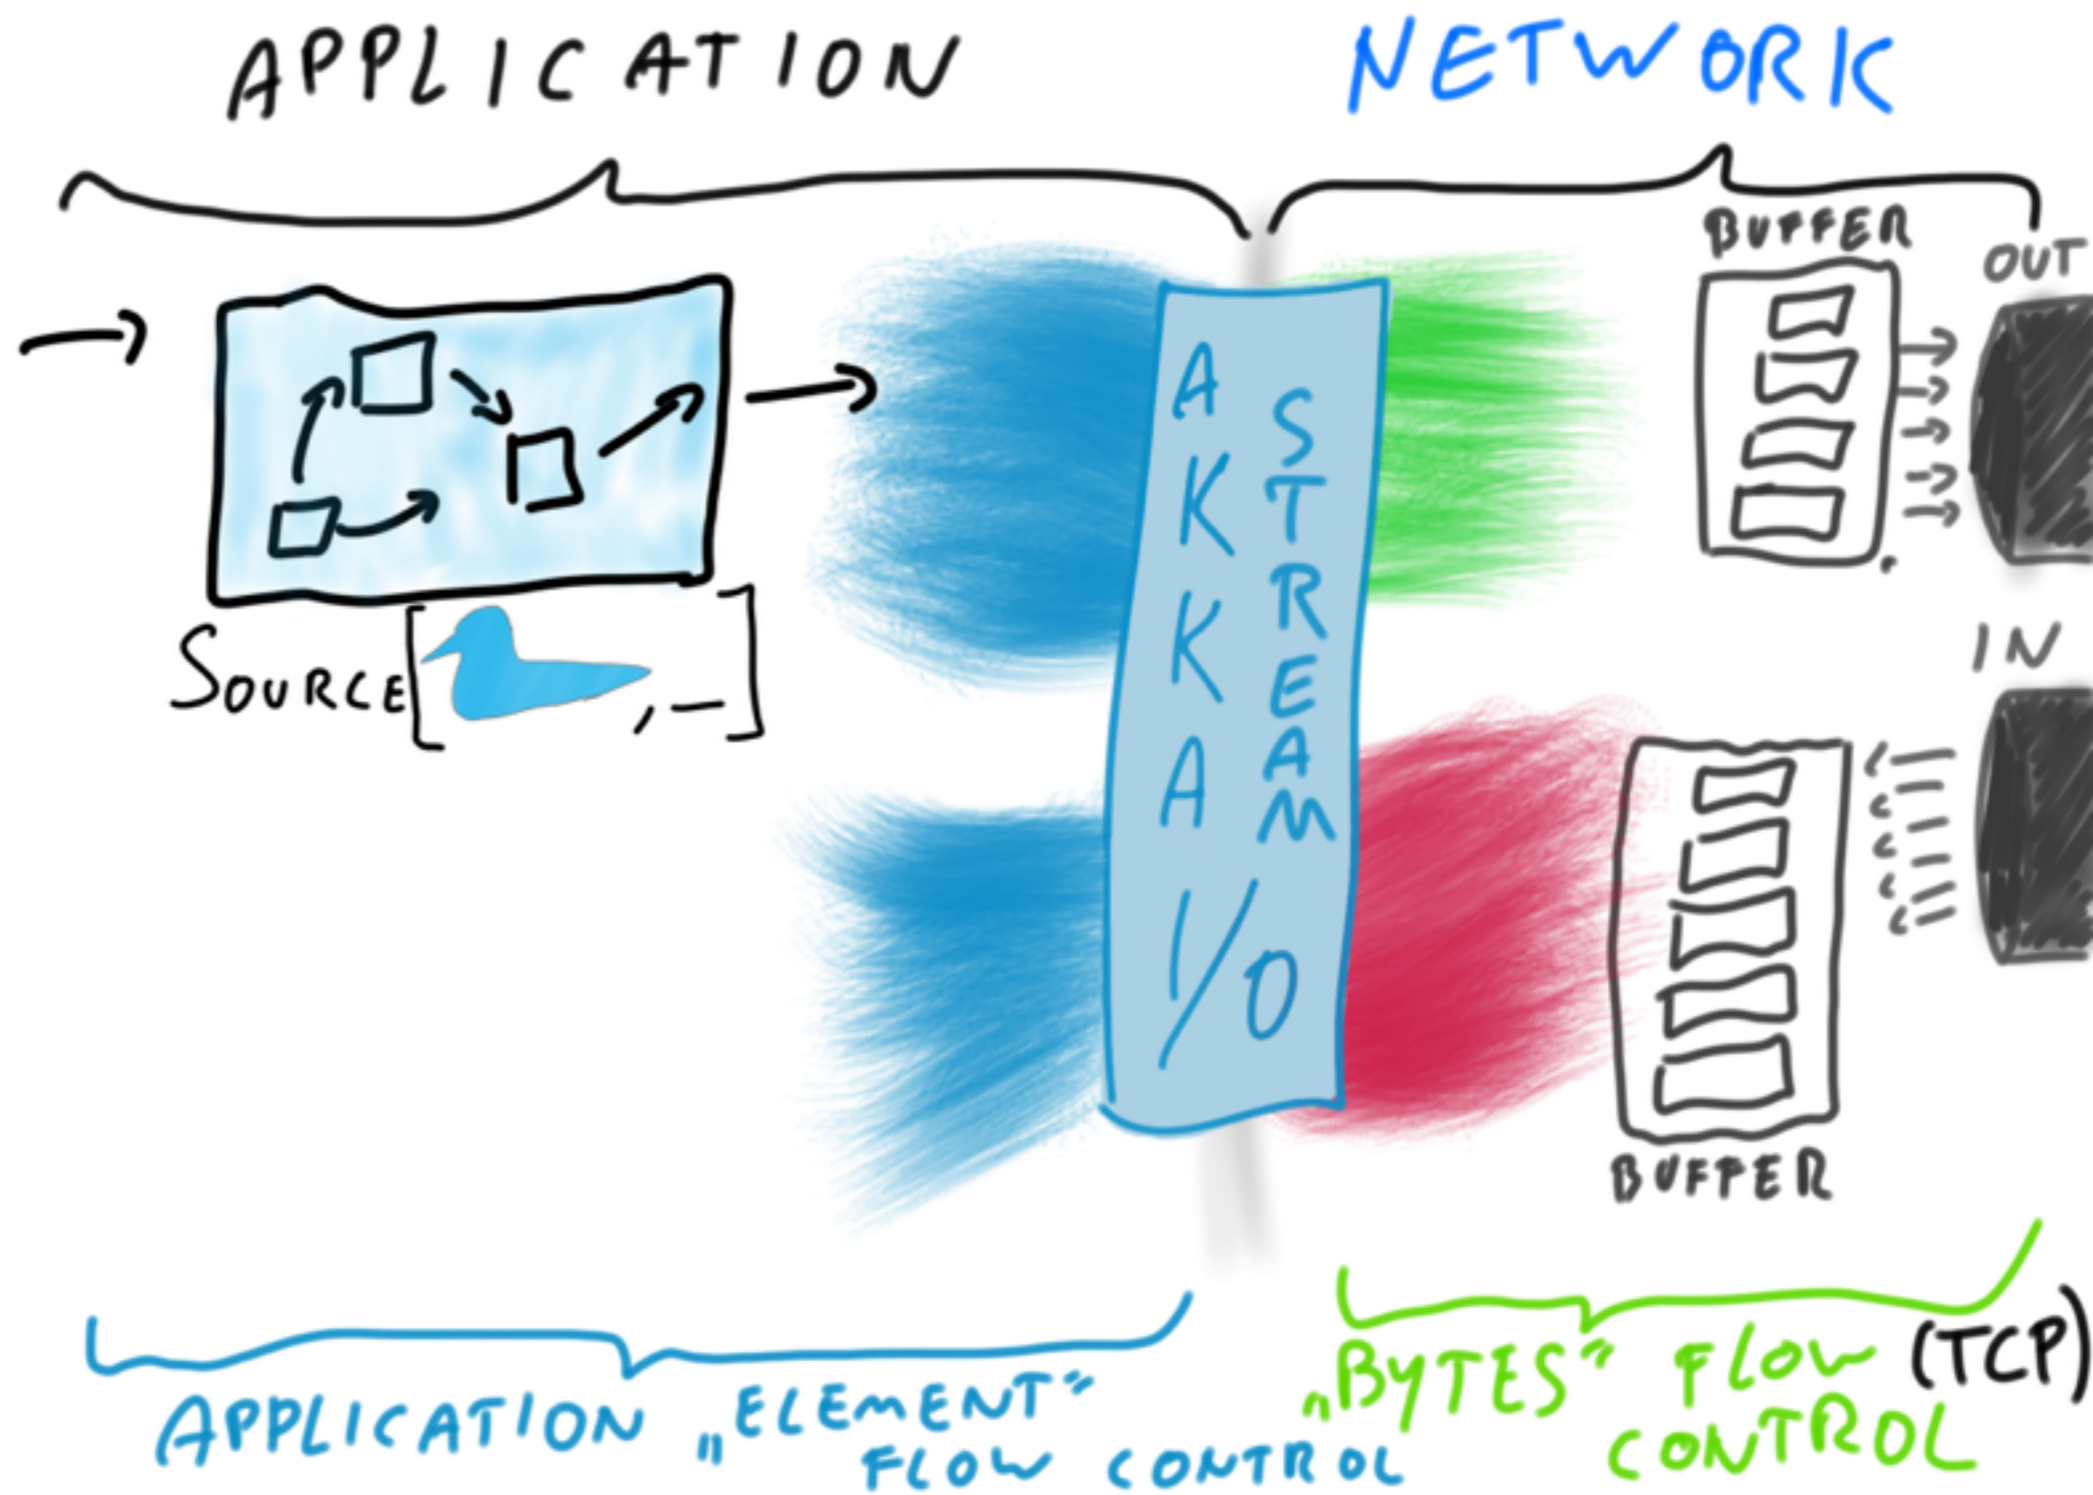 APPLICATION
NETWORK
BUFFER
OUT
SOURCE[ ,_]
AKKA
STREAM
I/O
IN
BUFFER
APPLICATION „ELEMENT”
FLOW CONTROL
„BYTES” FLOW (TCP)
CONTROL